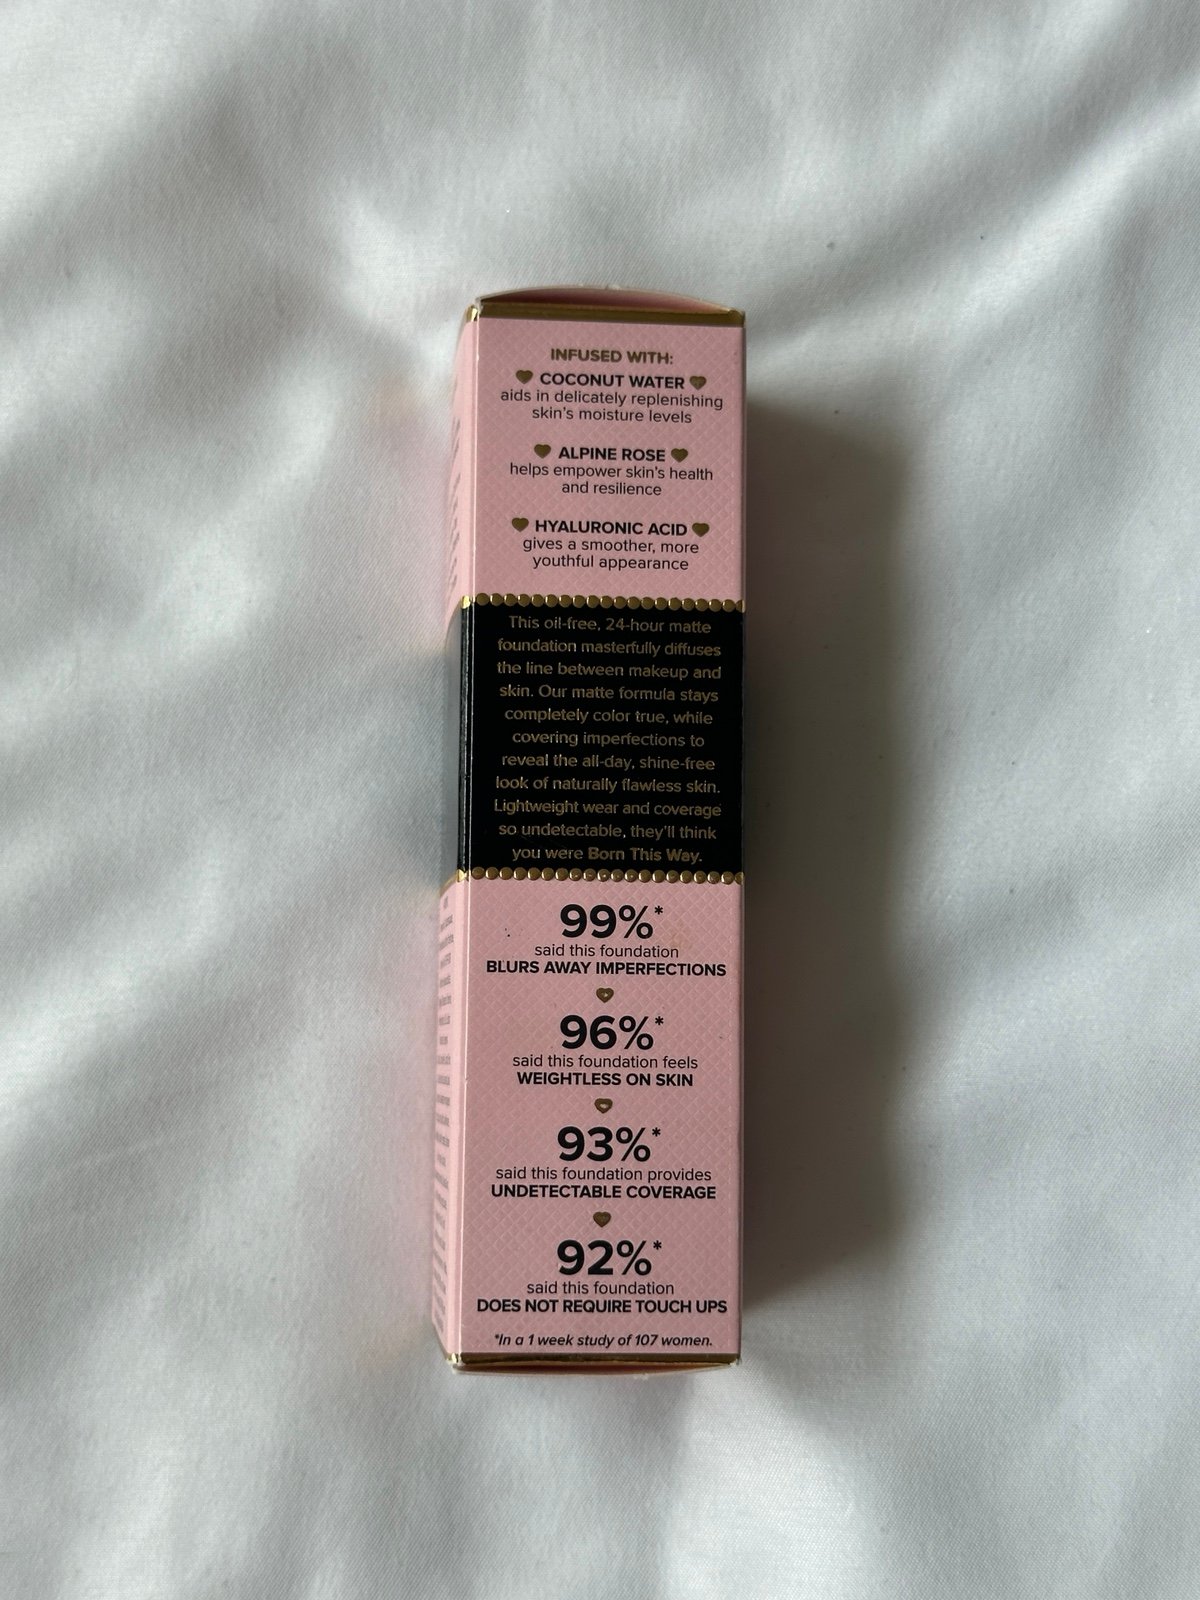 INFUSED WITH:
COCONUT WATER
aids in delicately replenishing
skin's moisture levels
ALPINE ROSE
helps empower skin's health
and resilience
HYALURONIC ACID
gives a smoother, more
youthful appearance
This oil-free, 24-hour matte
foundation masterfully diffuses
the line between makeup and
skin. Our matte formula stays
completely color true, while
covering imperfections to
reveal the all-day, shine-free
look of naturally flawless skin.
Lightweight wear and coverage
so undetectable, they'll think
you were Born This Way.
99%*
said this foundation
BLURS AWAY IMPERFECTIONS
96%*
said this foundation feels
WEIGHTLESS ON SKIN
93%*
said this foundation provides
UNDETECTABLE COVERAGE
92%*
said this foundation
DOES NOT REQUIRE TOUCH UPS
*In a 1 week study of 107 women.